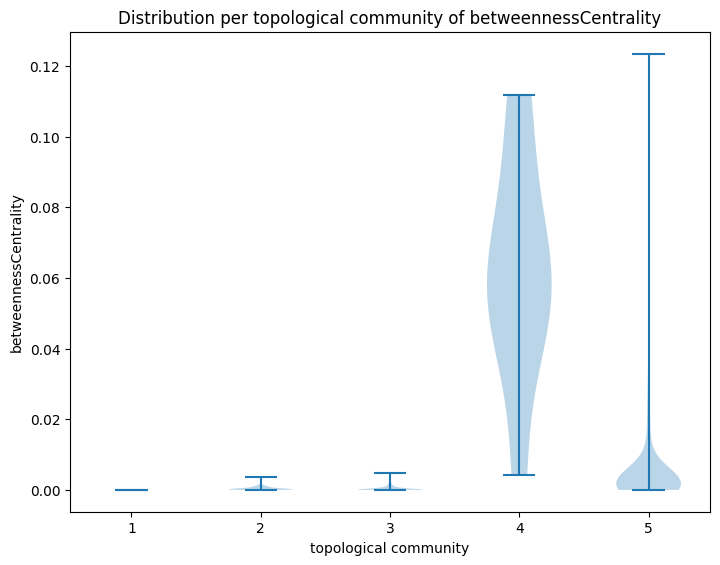 Distribution per topological community of betweennessCentrality
0.12
0.10
0.08
0.06
0.04
0.02
0.00
betweennessCentrality
1 2 3 4 5
topological community